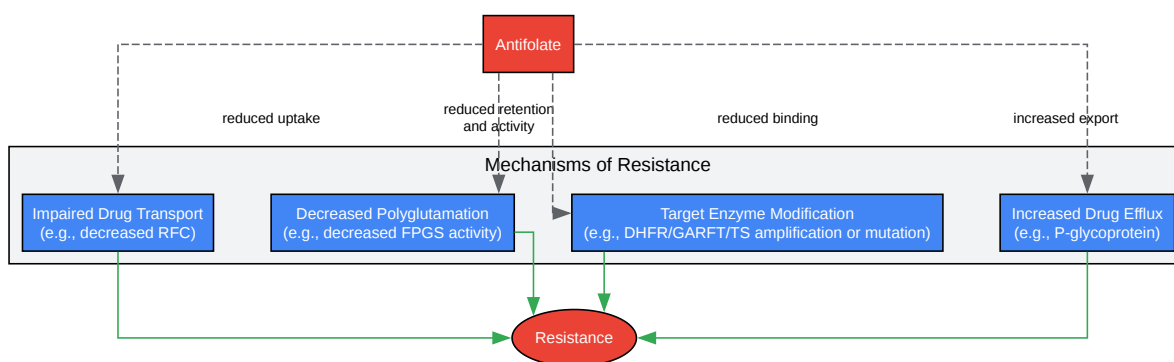 Antifolate
reduced uptake
reduced retention
and activity
reduced binding
increased export
Mechanisms of Resistance
Impaired Drug Transport
(e.g., decreased RFC)
Decreased Polyglutamation
(e.g., decreased FPGS activity)
Target Enzyme Modification
(e.g., DHFR/GARFT/TS amplification or mutation)
Increased Drug Efflux
(e.g., P-glycoprotein)
Resistance